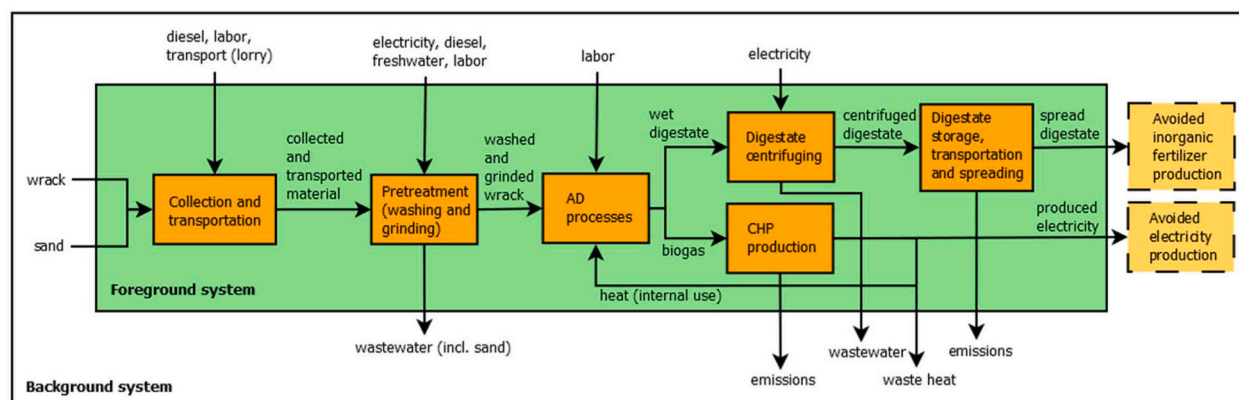 diesel, labor,
transport (lorry)
electricity, diesel,
freshwater, labor
labor
electricity
wrack
sand
Collection and
transportation
collected
and
transported
material
Pretreatment
(washing and
grinding)
washed
and
grinded
wrack
AD
processes
wet
digestate
biogas
Digestate
centrifuging
centrifuged
digestate
Digestate
storage,
transportation
and spreading
spread
digestate
Avoided
inorganic
fertilizer
production
CHP
production
produced
electricity
Avoided
electricity
production
heat (internal use)
Foreground system
wastewater (incl. sand)
emissions
wastewater
waste heat
emissions
Background system